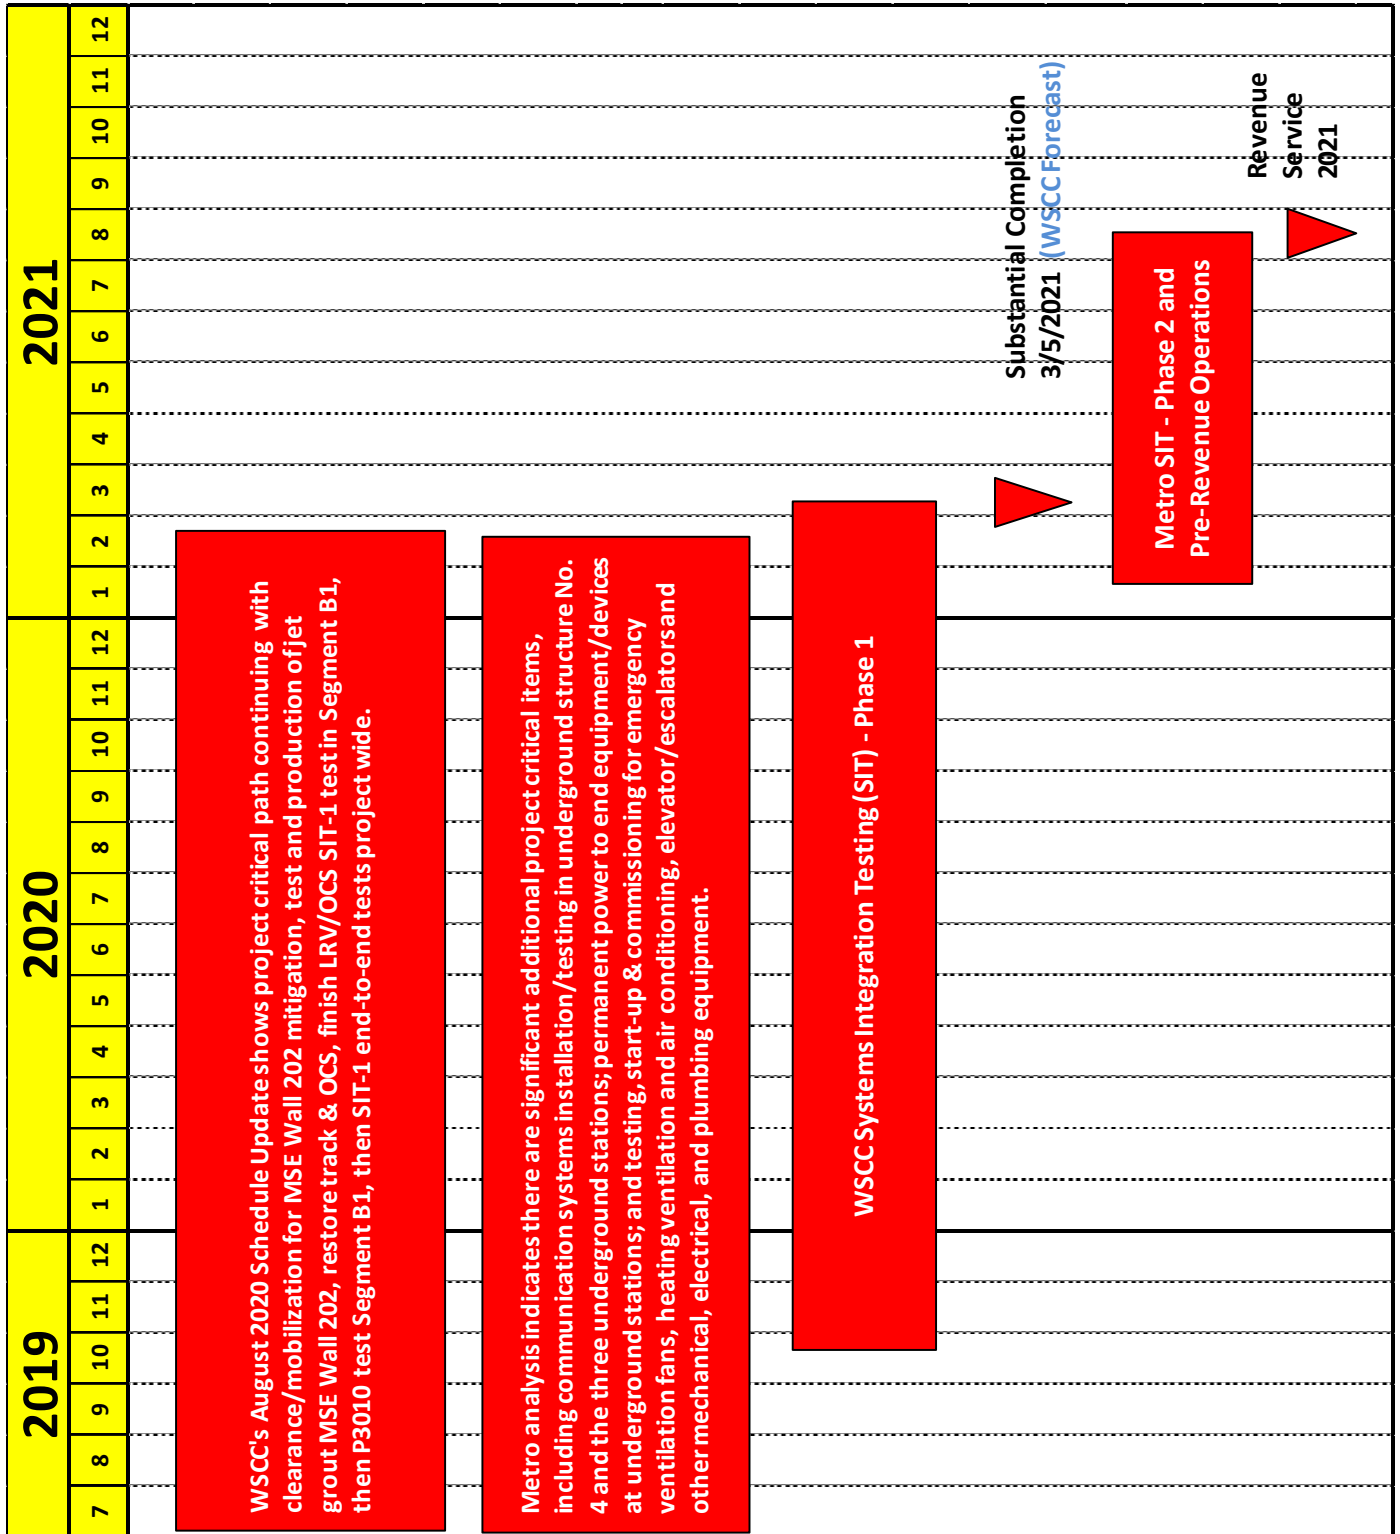 2019
2020
2021
7 8 9 10 11 12 1 2 3 4 5 6 7 8 9 10 11 12 1 2 3 4 5 6 7 8 9 10 11 12
WSCC's August 2020 Schedule Update shows project critical path continuing with
clearance/mobilization for MSE Wall 202 mitigation, test and production of jet
grout MSE Wall 202, restore track & OCS, finish LRV/OCS SIT-1 test in Segment B1,
then P3010 test Segment B1, then SIT-1 end-to-end tests project wide.
Metro analysis indicates there are significant additional project critical items,
including communication systems installation/testing in underground structure No.
4 and the three underground stations; permanent power to end equipment/devices
at underground stations; and testing, start-up & commissioning for emergency
ventilation fans, heating ventilation and air conditioning, elevator/escalators and
other mechanical, electrical, and plumbing equipment.
WSCC Systems Integration Testing (SIT) - Phase 1
Substantial Completion
3/5/2021 (WSCC Forecast)
Metro SIT - Phase 2 and
Pre-Revenue Operations
Revenue
Service
2021